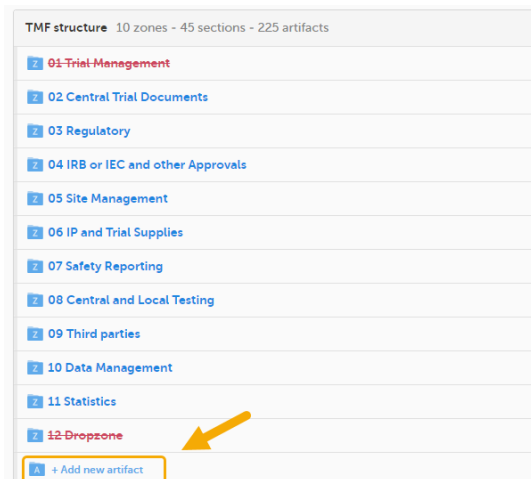 TMF structure 10 zones - 45 sections - 225 artifacts
Z 01 Trial Management
Z 02 Central Trial Documents
Z 03 Regulatory
Z 04 IRB or IEC and other Approvals
Z 05 Site Management
Z 06 IP and Trial Supplies
Z 07 Safety Reporting
Z 08 Central and Local Testing
Z 09 Third parties
Z 10 Data Management
Z 11 Statistics
Z 12 Dropzone
A + Add new artifact